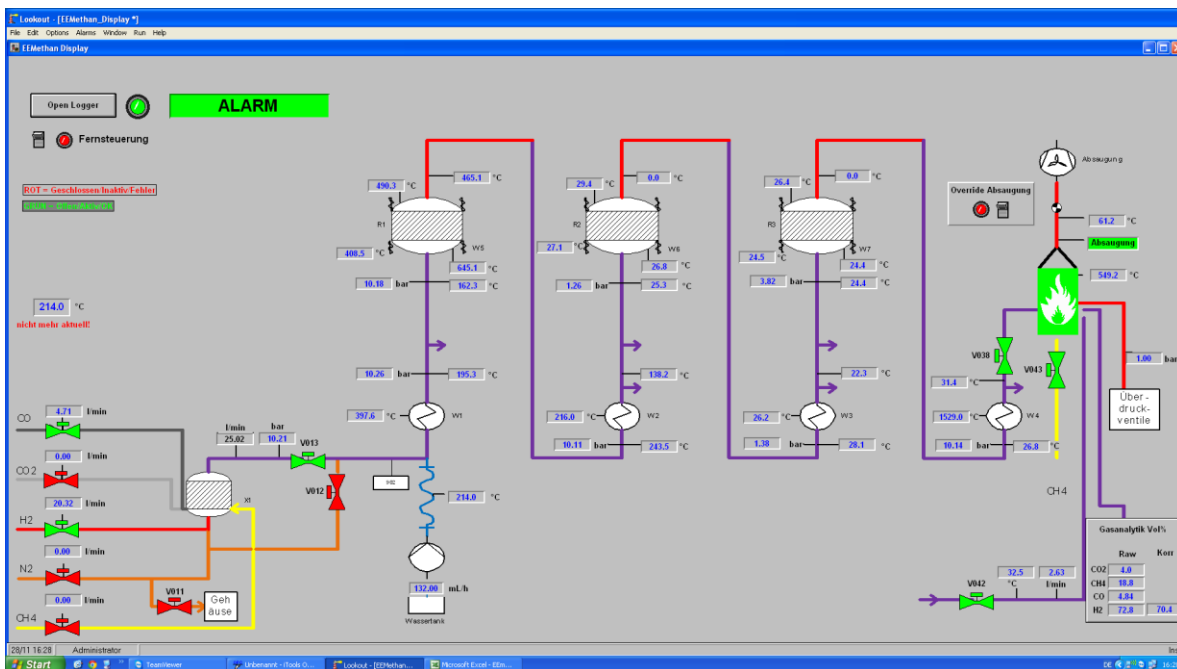 Lookout - [EEMethan_Display *]
File Edit Options Alarms Window Run Help
EEMethan Display
Open Logger
ALARM
Fernsteuerung
ROT = Geschlossen/Inaktiv/Fehler
214.0 °C
nicht mehr aktuell!
CO
4.71 l/min
CO2
0.00 l/min
H2
20.32 l/min
N2
0.00 l/min
CH4
0.00 l/min
V011
Geh
äuse
X1
l/min
25.02
bar
10.21
V013
V012
490.3 °C
465.1 °C
R1
W5
408.5 °C
645.1 °C
10.18 bar
162.3 °C
10.26 bar
195.3 °C
397.6 °C
W1
214.0 °C
132.00 mL/h
Wassertank
29.4 °C
0.0 °C
R2
W6
27.1 °C
26.8 °C
1.26 bar
25.3 °C
138.2 °C
216.0 °C
W2
10.11 bar
243.5 °C
26.4 °C
0.0 °C
R3
W7
24.5 °C
24.4 °C
3.82 bar
24.4 °C
22.3 °C
26.2 °C
W3
1.38 bar
28.1 °C
Absaugung
Override Absaugung
61.2 °C
Absaugung
549.2 °C
V038
V043
1.00 bar
Über-
druck-
ventile
31.4 °C
1529.0 °C
W4
10.14 bar
26.8 °C
CH4
V042
32.5
°C
2.63
l/min
Gasanalytik Vol%
Raw Korr
CO2 4.0
CH4 18.8
CO 4.84
H2 72.8 70.4
28/11 16:28 Administrator
Start TeamViewer Unbenannt - iTools O... Lookout - [EEMethan... Microsoft Excel - EEm...
DE